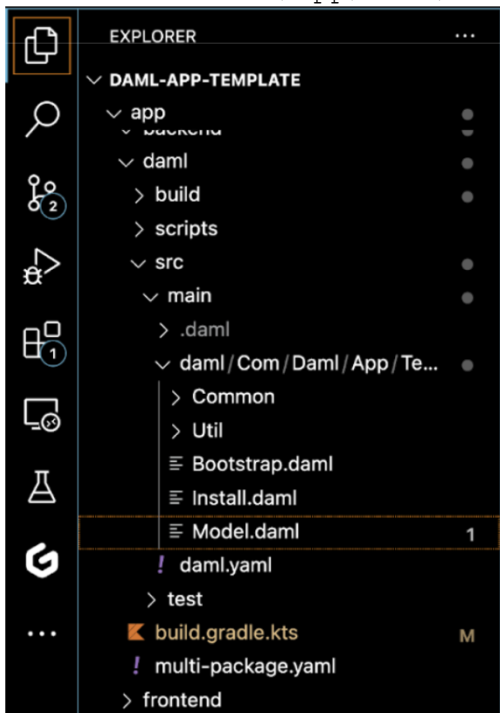 EXPLORER
DAML-APP-TEMPLATE
app
backend
daml
build
scripts
src
main
.daml
daml/Com/Daml/App/Te...
Common
Util
Bootstrap.daml
Install.daml
Model.daml 1
daml.yaml
test
build.gradle.kts M
multi-package.yaml
frontend
2
1